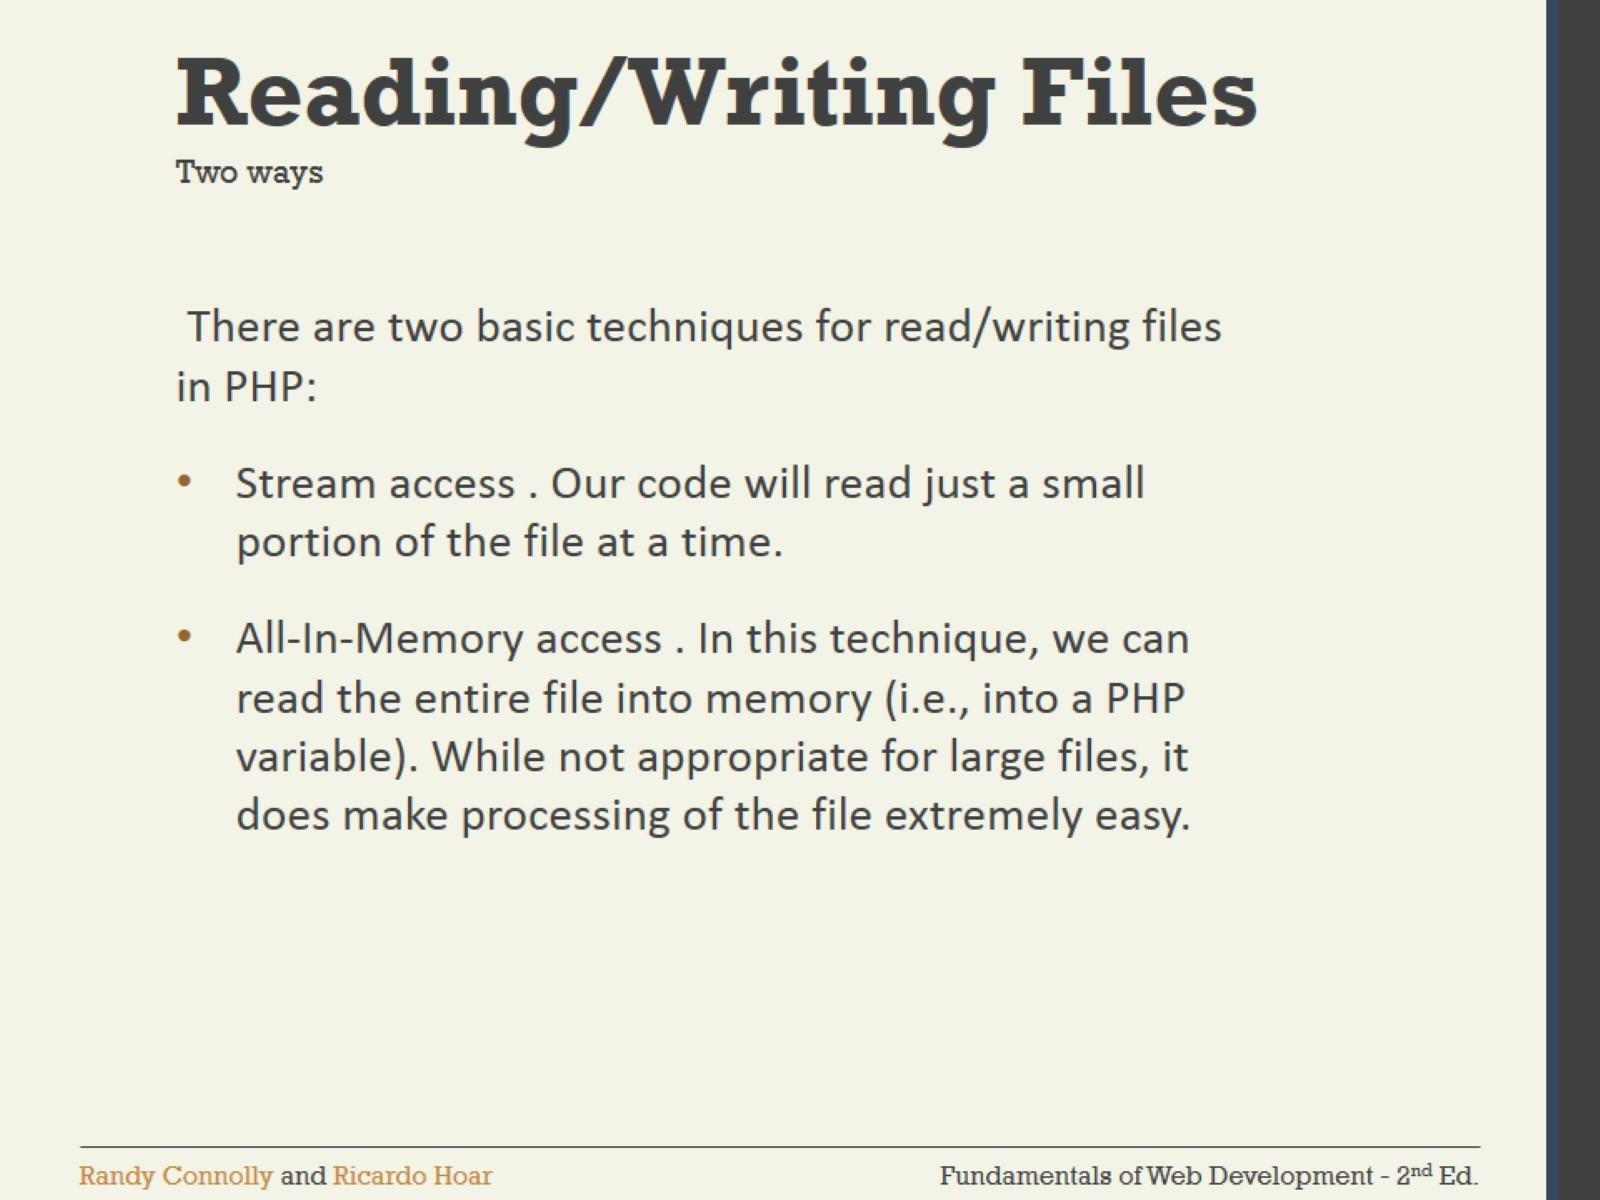 Reading/Writing Files
Two ways
There are two basic techniques for read/writing files
in PHP:
• Stream access . Our code will read just a small
portion of the file at a time.
• All-In-Memory access . In this technique, we can
read the entire file into memory (i.e., into a PHP
variable). While not appropriate for large files, it
does make processing of the file extremely easy.
Randy Connolly and Ricardo Hoar
Fundamentals of Web Development - 2nd Ed.